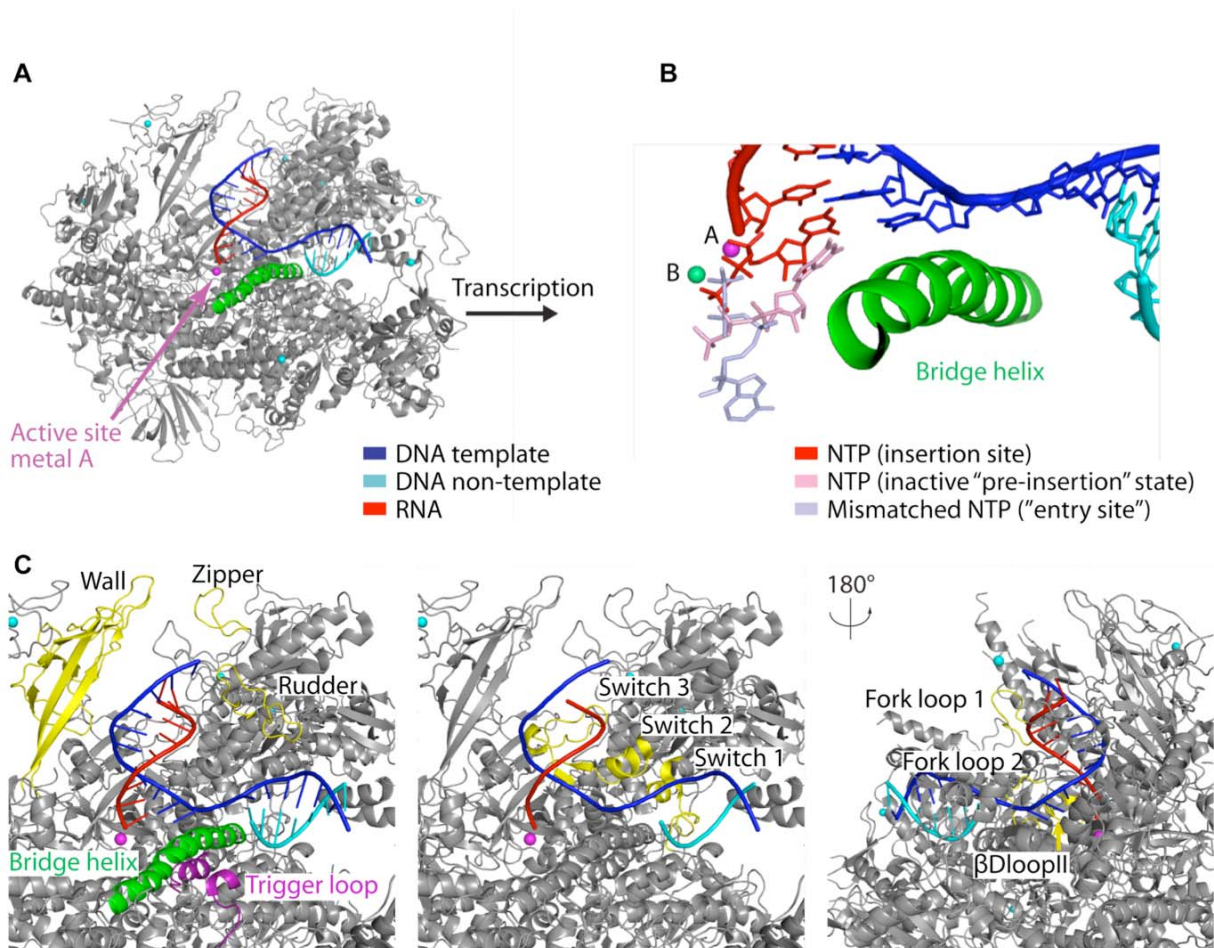 A
B
Transcription
Active site
metal A
DNA template
DNA non-template
RNA
A
B
Bridge helix
NTP (insertion site)
NTP (inactive “pre-insertion” state)
Mismatched NTP (”entry site”)
C
Wall
Zipper
Rudder
Bridge helix
Trigger loop
Switch 3
Switch 2
Switch 1
180°
Fork loop 1
Fork loop 2
βDloopII